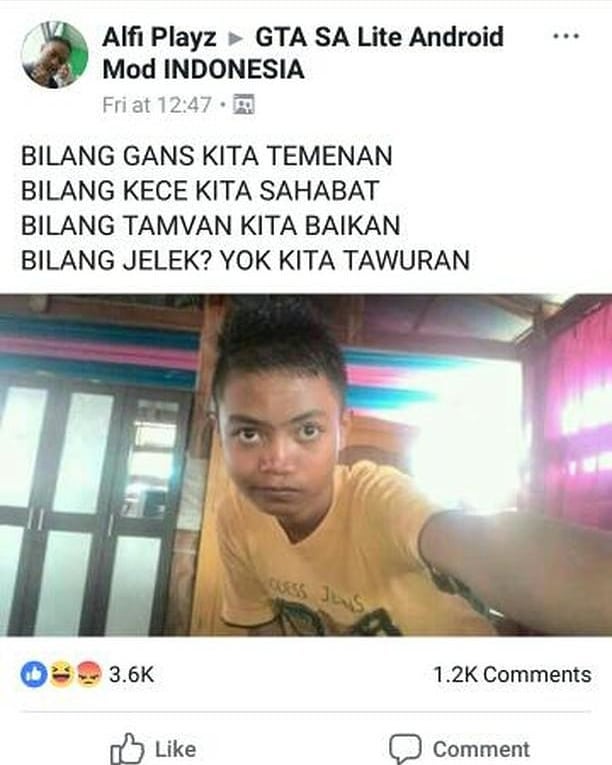 Alfi Playz ▸ GTA SA Lite Android
Mod INDONESIA
Fri at 12:47 ·
BILANG GANS KITA TEMENAN
BILANG KECE KITA SAHABAT
BILANG TAMVAN KITA BAIKAN
BILANG JELEK? YOK KITA TAWURAN
GUESS JEANS
3.6K
1.2K Comments
Like
Comment